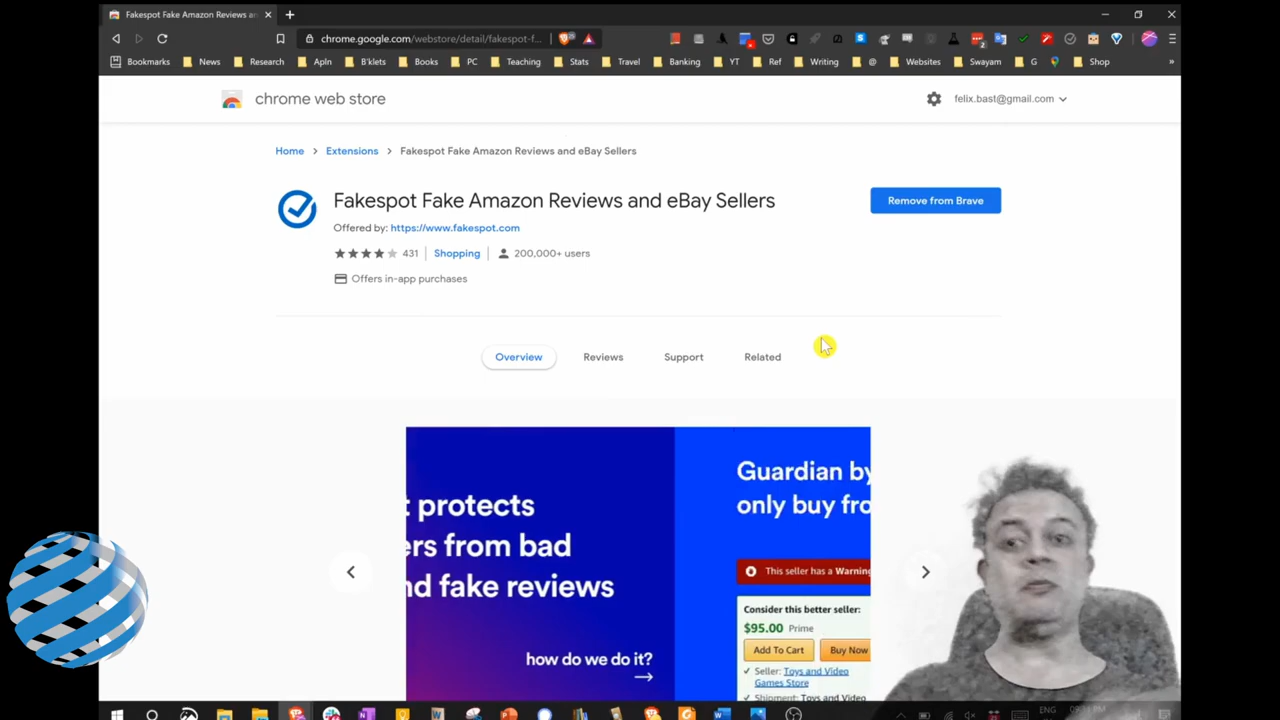 Fakespot Fake Amazon Reviews an
chrome.google.com/webstore/detail/fakespot-f...
Bookmarks News Research ApIn B'klets Books PC Teaching Stats Travel Banking YT Ref Writing @ Websites Swayam G Shop »
chrome web store
felix.bast@gmail.com
Home > Extensions > Fakespot Fake Amazon Reviews and eBay Sellers
Fakespot Fake Amazon Reviews and eBay Sellers
Remove from Brave
Offered by: https://www.fakespot.com
431 Shopping 200,000+ users
Offers in-app purchases
Overview Reviews Support Related
t protects
ers from bad
nd fake reviews
how do we do it?
Guardian by
only buy fro
This seller has a Warning
Consider this better seller:
$95.00 Prime
Add To Cart Buy Now
Seller: Toys and Video
Games Store
Shipment: Toys and Video
ENG